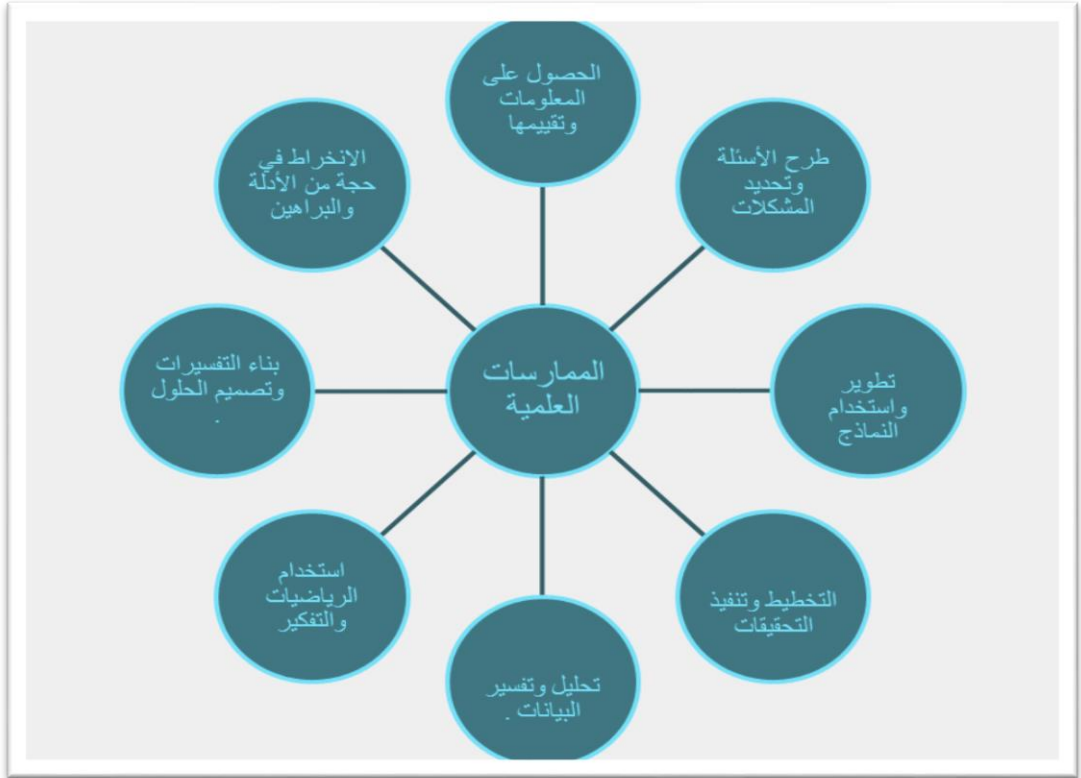 الحصول على
المعلومات
وتقييمها
طرح الأسئلة
وتحديد
المشكلات
تطوير
واستخدام
النماذج
التخطيط وتنفيذ
التحقيقات
تحليل وتفسير
البيانات .
استخدام
الرياضيات
والتفكير
بناء التفسيرات
وتصميم الحلول
.
الانخراط في
حجة من الأدلة
والبراهين
الممارسات
العلمية